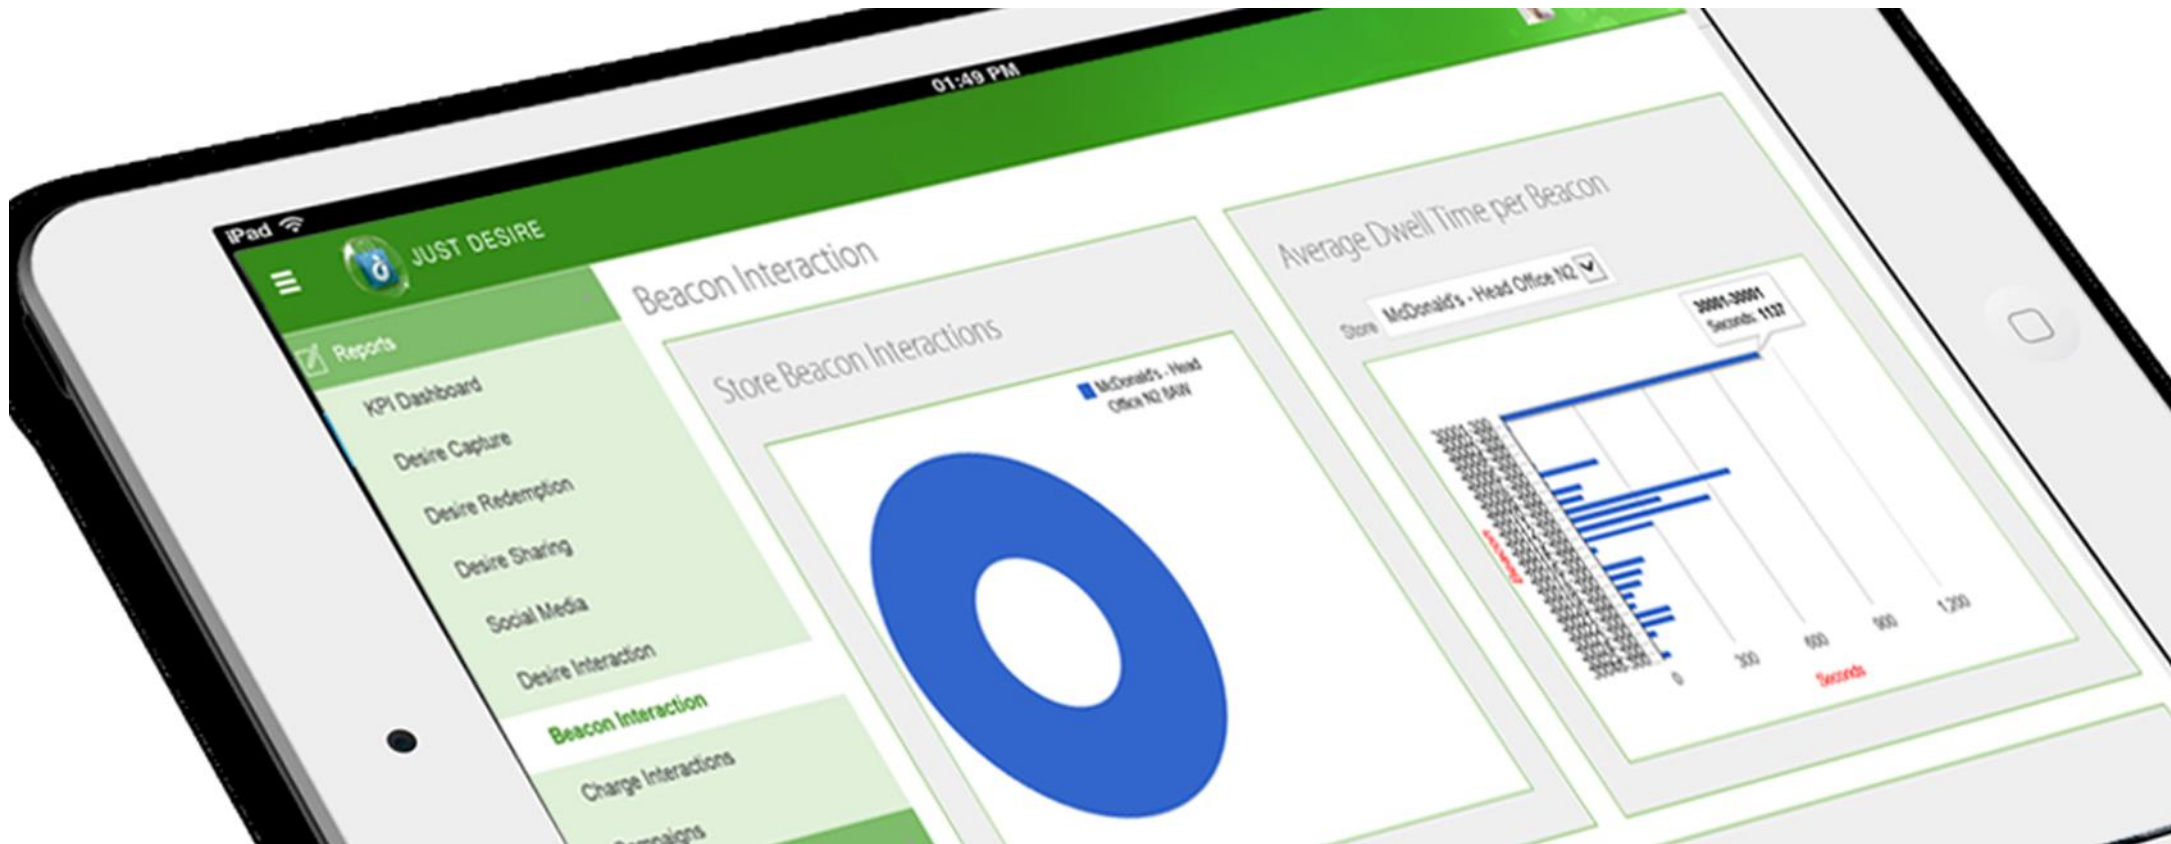 iPad
01:49 PM
JUST DESIRE
Reports
KPI Dashboard
Desire Capture
Desire Redemption
Desire Sharing
Social Media
Desire Interaction
Beacon Interaction
Charge Interactions
Beacon Interaction
Store Beacon Interactions
McDonald's - Head
Office N2 8AW
Average Dwell Time per Beacon
Store McDonald's - Head Office N2
30001-30001
Seconds: 1137
Beacon
0 300 600 900 1,200
Seconds